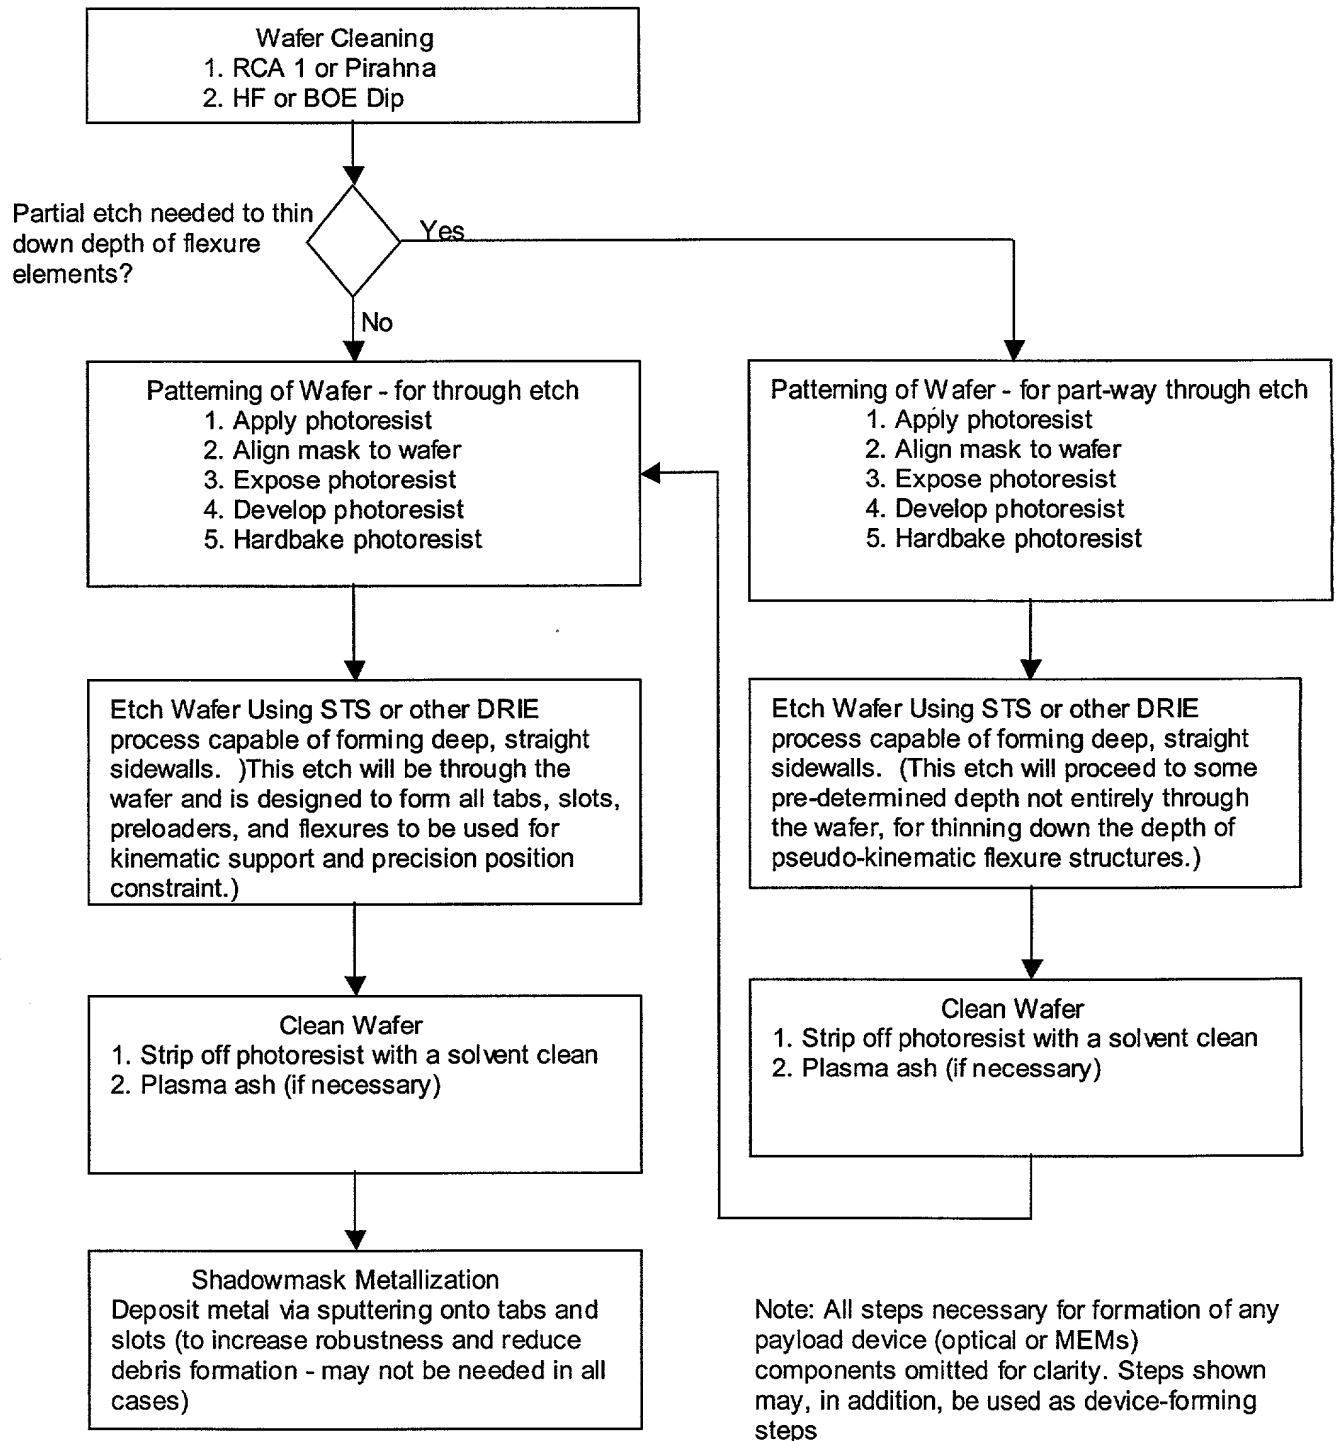 Wafer Cleaning
1. RCA 1 or Pirahna
2. HF or BOE Dip
Partial etch needed to thin
down depth of flexure
elements?
Yes
No
Patterning of Wafer - for through etch
1. Apply photoresist
2. Align mask to wafer
3. Expose photoresist
4. Develop photoresist
5. Hardbake photoresist
Patterning of Wafer - for part-way through etch
1. Apply photoresist
2. Align mask to wafer
3. Expose photoresist
4. Develop photoresist
5. Hardbake photoresist
Etch Wafer Using STS or other DRIE
process capable of forming deep, straight
sidewalls.  )This etch will be through the
wafer and is designed to form all tabs, slots,
preloaders, and flexures to be used for
kinematic support and precision position
constraint.)
Etch Wafer Using STS or other DRIE
process capable of forming deep, straight
sidewalls.  (This etch will proceed to some
pre-determined depth not entirely through
the wafer, for thinning down the depth of
pseudo-kinematic flexure structures.)
Clean Wafer
1. Strip off photoresist with a solvent clean
2. Plasma ash (if necessary)
Clean Wafer
1. Strip off photoresist with a solvent clean
2. Plasma ash (if necessary)
Shadowmask Metallization
Deposit metal via sputtering onto tabs and
slots (to increase robustness and reduce
debris formation - may not be needed in all
cases)
Note: All steps necessary for formation of any
payload device (optical or MEMs)
components omitted for clarity. Steps shown
may, in addition, be used as device-forming
steps